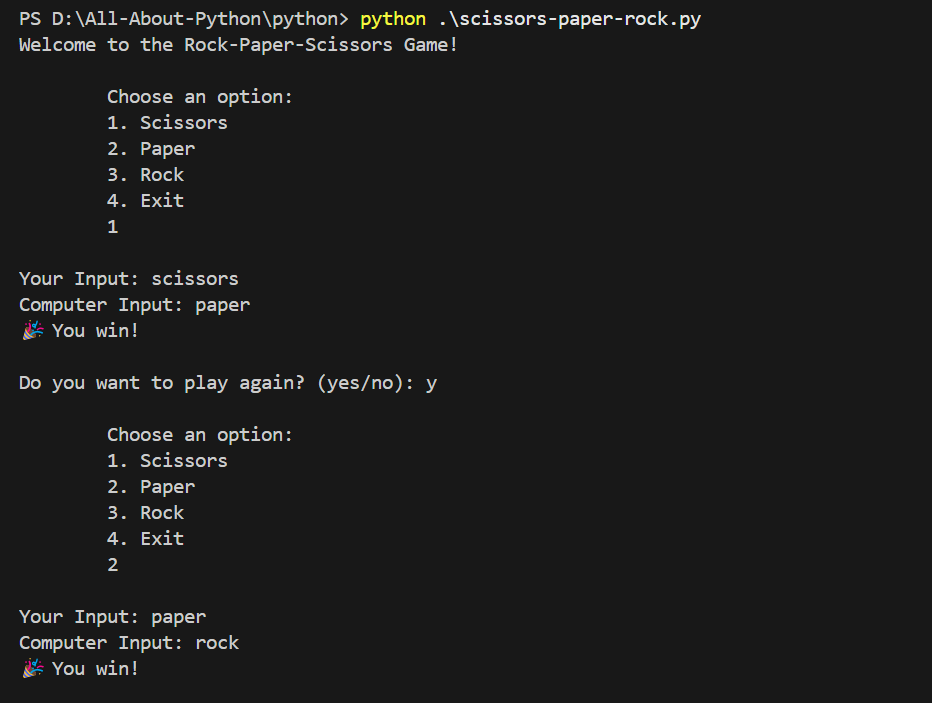 PS D:\All-About-Python\python> python .\scissors-paper-rock.py
Welcome to the Rock-Paper-Scissors Game!
Choose an option:
1. Scissors
2. Paper
3. Rock
4. Exit
1
Your Input: scissors
Computer Input: paper
🎉 You win!
Do you want to play again? (yes/no): y
Choose an option:
1. Scissors
2. Paper
3. Rock
4. Exit
2
Your Input: paper
Computer Input: rock
🎉 You win!